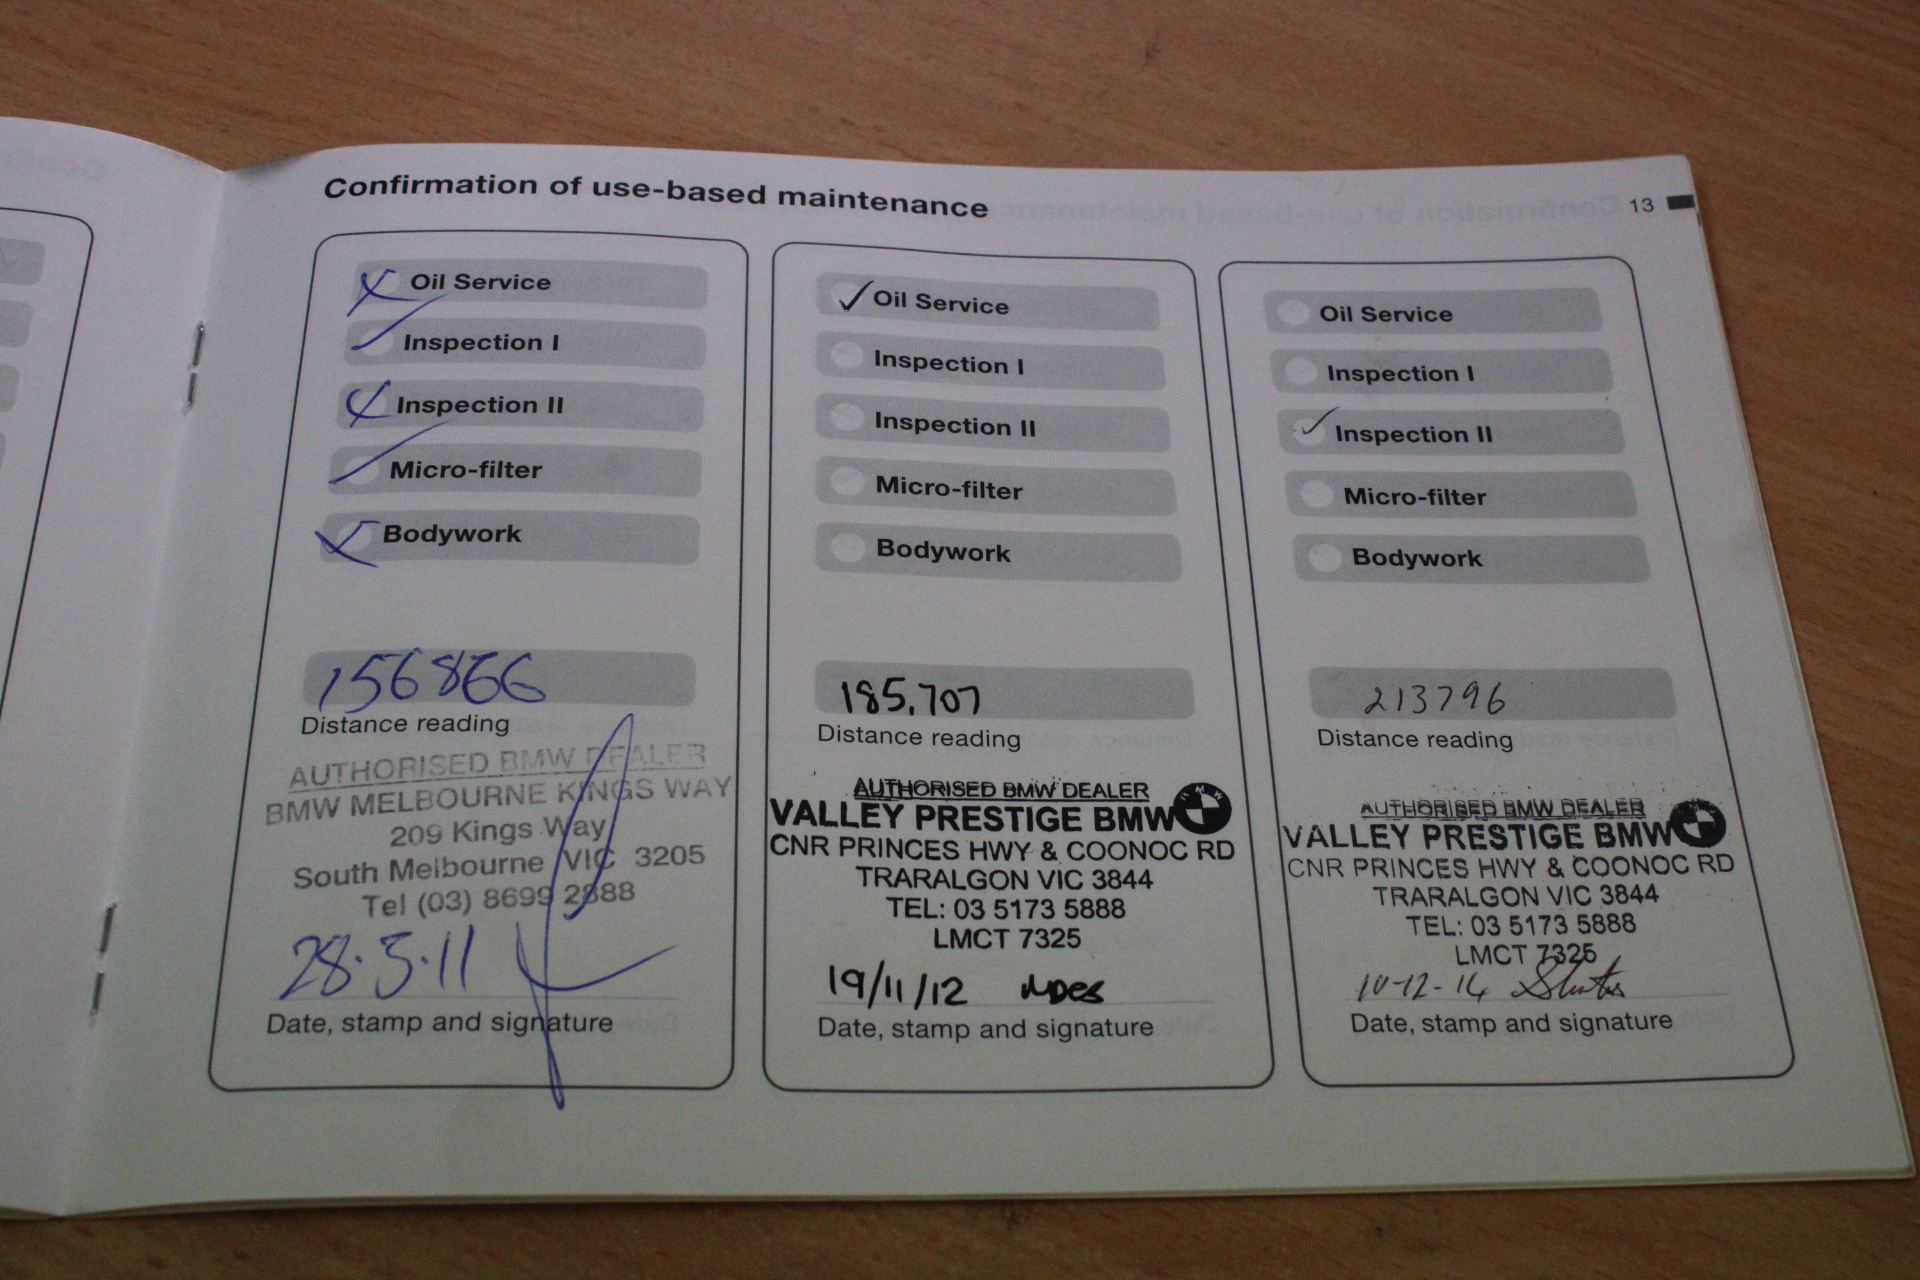 Confirmation of use-based maintenance
13
Oil Service
Inspection I
Inspection II
Micro-filter
Bodywork
156866
Distance reading
AUTHORISED BMW DEALER
BMW MELBOURNE KINGS WAY
209 Kings Way
South Melbourne VIC 3205
Tel (03) 8699 2888
28.5.11
Date, stamp and signature
Oil Service
Inspection I
Inspection II
Micro-filter
Bodywork
185,707
Distance reading
AUTHORISED BMW DEALER
VALLEY PRESTIGE BMW
CNR PRINCES HWY & COONOC RD
TRARALGON VIC 3844
TEL: 03 5173 5888
LMCT 7325
19/11/12
Date, stamp and signature
Oil Service
Inspection I
Inspection II
Micro-filter
Bodywork
213796
Distance reading
AUTHORISED BMW DEALER
VALLEY PRESTIGE BMW
CNR PRINCES HWY & COONOC RD
TRARALGON VIC 3844
TEL: 03 5173 5888
LMCT 7325
10-12-14
Date, stamp and signature